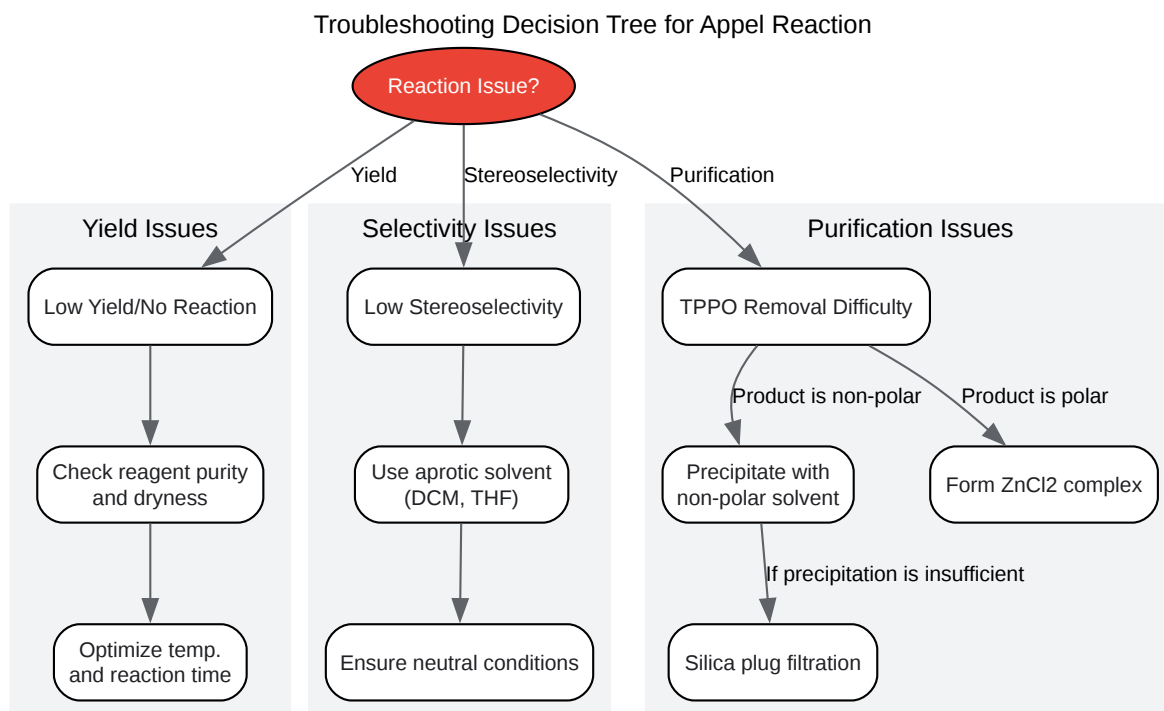 Troubleshooting Decision Tree for Appel Reaction
Reaction Issue?
Yield
Stereoselectivity
Purification
Yield Issues
Low Yield/No Reaction
Check reagent purity
and dryness
Optimize temp.
and reaction time
Selectivity Issues
Low Stereoselectivity
Use aprotic solvent
(DCM, THF)
Ensure neutral conditions
Purification Issues
TPPO Removal Difficulty
Product is non-polar
Product is polar
Precipitate with
non-polar solvent
Form ZnCl2 complex
If precipitation is insufficient
Silica plug filtration